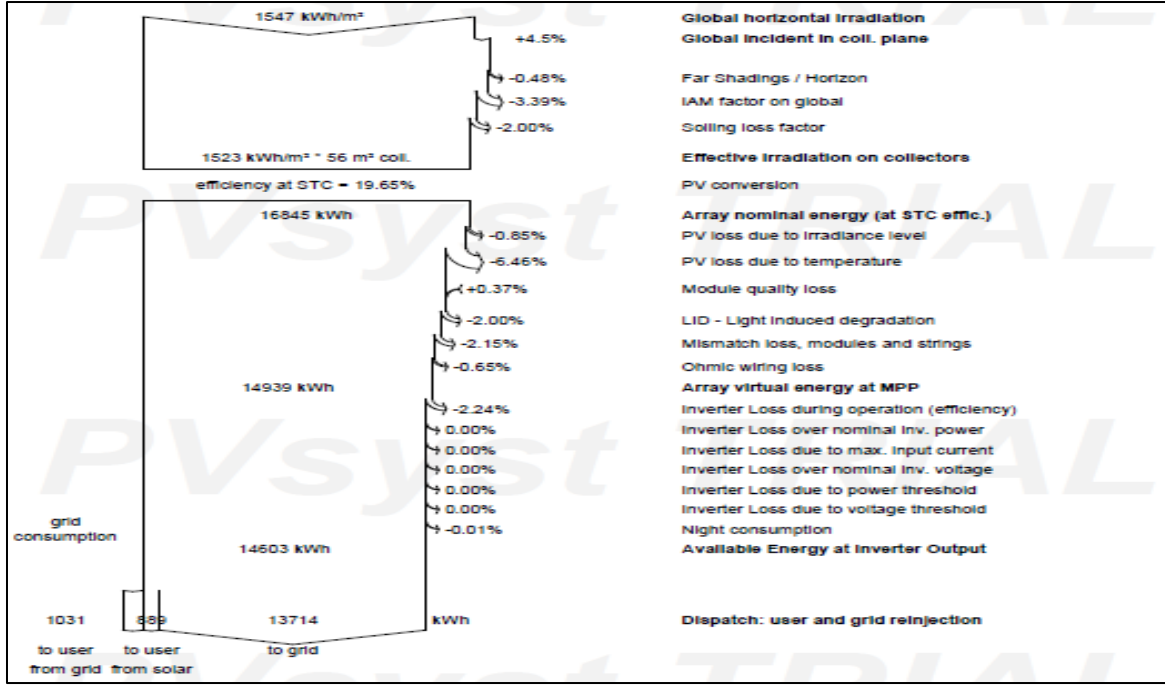 1547 kWh/m² Global horizontal irradiation
+4.5% Global incident in coll. plane
-0.48% Far Shadings / Horizon
-3.39% IAM factor on global
-2.00% Soiling loss factor
1523 kWh/m² * 56 m² coll. Effective irradiation on collectors
efficiency at STC = 19.65% PV conversion
16845 kWh Array nominal energy (at STC effic.)
-0.85% PV loss due to irradiance level
-6.46% PV loss due to temperature
+0.37% Module quality loss
-2.00% LID - Light induced degradation
-2.15% Mismatch loss, modules and strings
-0.65% Ohmic wiring loss
14939 kWh Array virtual energy at MPP
-2.24% Inverter Loss during operation (efficiency)
0.00% Inverter Loss over nominal inv. power
0.00% Inverter Loss due to max. input current
0.00% Inverter Loss over nominal inv. voltage
0.00% Inverter Loss due to power threshold
0.00% Inverter Loss due to voltage threshold
-0.01% Night consumption
grid
consumption
14603 kWh Available Energy at Inverter Output
1031 889 13714 kWh Dispatch: user and grid reinjection
to user to user to grid
from grid from solar
PVsyst TRIAL
PVsyst TRIAL
PVsyst TRIAL
PVsyst TRIAL